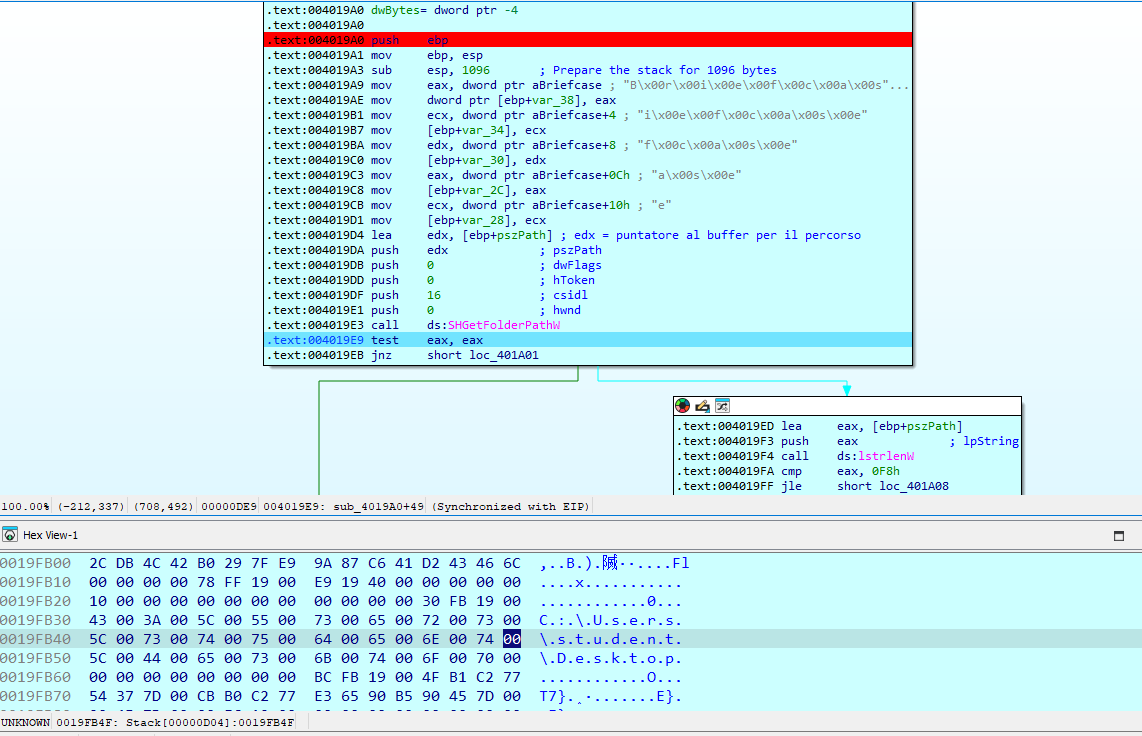 .text:004019A0 dwBytes= dword ptr -4
.text:004019A0
.text:004019A0 push    ebp
.text:004019A1 mov     ebp, esp
.text:004019A3 sub     esp, 1096       ; Prepare the stack for 1096 bytes
.text:004019A9 mov     eax, dword ptr aBriefcase ; "B\x00r\x00i\x00e\x00f\x00c\x00a\x00s"...
.text:004019AE mov     dword ptr [ebp+var_38], eax
.text:004019B1 mov     ecx, dword ptr aBriefcase+4 ; "i\x00e\x00f\x00c\x00a\x00s\x00e"
.text:004019B7 mov     [ebp+var_34], ecx
.text:004019BA mov     edx, dword ptr aBriefcase+8 ; "f\x00c\x00a\x00s\x00e"
.text:004019C0 mov     [ebp+var_30], edx
.text:004019C3 mov     eax, dword ptr aBriefcase+0Ch ; "a\x00s\x00e"
.text:004019C8 mov     [ebp+var_2C], eax
.text:004019CB mov     ecx, dword ptr aBriefcase+10h ; "e"
.text:004019D1 mov     [ebp+var_28], ecx
.text:004019D4 lea     edx, [ebp+pszPath] ; edx = puntatore al buffer per il percorso
.text:004019DA push    edx             ; pszPath
.text:004019DB push    0               ; dwFlags
.text:004019DD push    0               ; hToken
.text:004019DF push    16              ; csidl
.text:004019E1 push    0               ; hwnd
.text:004019E3 call    ds:SHGetFolderPathW
.text:004019E9 test    eax, eax
.text:004019EB jnz     short loc_401A01
.text:004019ED lea     eax, [ebp+pszPath]
.text:004019F3 push    eax             ; lpString
.text:004019F4 call    ds:lstrlenW
.text:004019FA cmp     eax, 0F8h
.text:004019FF jle     short loc_401A08
100.00% (-212,337) (708,492) 00000DE9 004019E9: sub_4019A0+49 (Synchronized with EIP)
Hex View-1
0019FB00  2C DB 4C 42 B0 29 7F E9  9A 87 C6 41 D2 43 46 6C
0019FB10  00 00 00 00 78 FF 19 00  E9 19 40 00 00 00 00 00  ....x...........
0019FB20  10 00 00 00 00 00 00 00  00 00 00 00 30 FB 19 00  ............0...
0019FB30  43 00 3A 00 5C 00 55 00  73 00 65 00 72 00 73 00  C.:.\.U.s.e.r.s.
0019FB40  5C 00 73 00 74 00 75 00  64 00 65 00 6E 00 74 00  \.s.t.u.d.e.n.t.
0019FB50  5C 00 44 00 65 00 73 00  6B 00 74 00 6F 00 70 00  \.D.e.s.k.t.o.p.
0019FB60  00 00 00 00 00 00 00 00  BC FB 19 00 4F B1 C2 77  ............O...
0019FB70  54 37 7D 00 CB B0 C2 77  E3 65 90 B5 90 45 7D 00
UNKNOWN 0019FB4F: Stack[00000D04]:0019FB4F